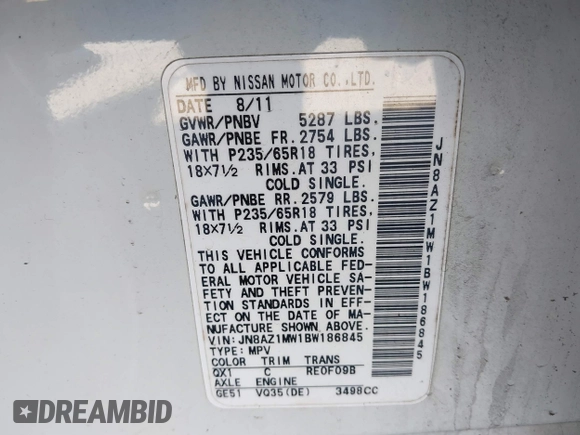 MFD BY NISSAN MOTOR CO.,LTD.
DATE 8/11
GVWR/PNBV 5287 LBS.
GAWR/PNBE FR. 2754 LBS.
WITH P235/65R18 TIRES.
18X7½ RIMS.AT 33 PSI
COLD SINGLE.
GAWR/PNBE RR. 2579 LBS.
WITH P235/65R18 TIRES.
18X7½ RIMS.AT 33 PSI
COLD SINGLE.
THIS VEHICLE CONFORMS
TO ALL APPLICABLE FED-
ERAL MOTOR VEHICLE SA-
FETY AND THEFT PREVEN-
TION STANDARDS IN EFF-
ECT ON THE DATE OF MA-
NUFACTURE SHOWN ABOVE.
VIN:JN8AZ1MW1BW186845
TYPE:MPV
COLOR TRIM TRANS
QX1 C RE0F09B
AXLE ENGINE
GE51 VQ35(DE) 3498CC
JN8AZ1MW1BW186845
DREAMBID
DREAMBID